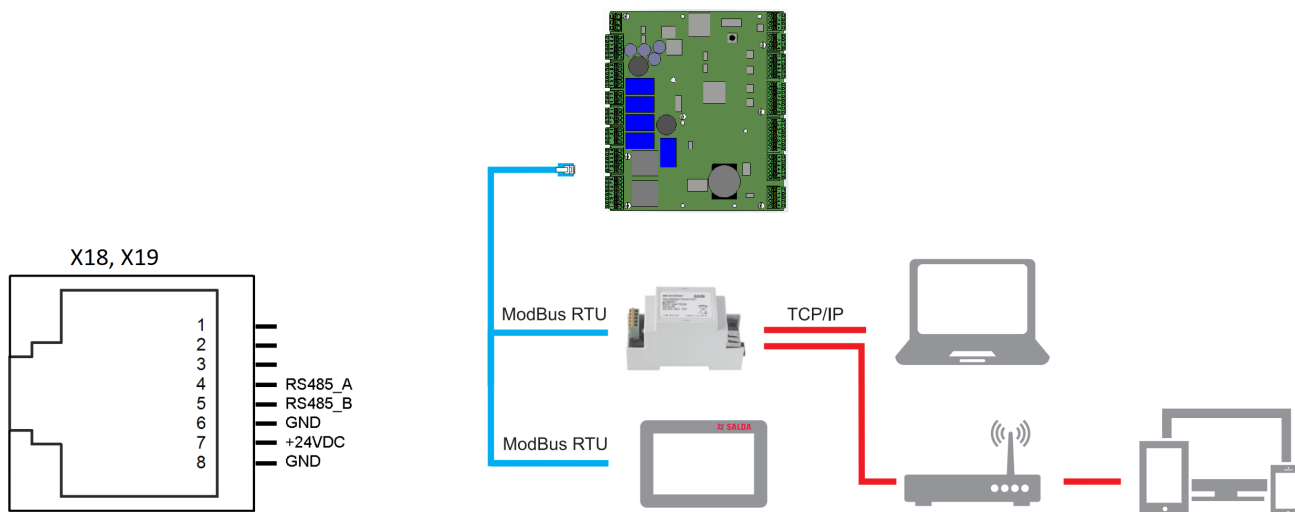 X18, X19
1
2
3
4 RS485_A
5 RS485_B
6 GND
7 +24VDC
8 GND
ModBus RTU
SALDA
TCP/IP
ModBus RTU
SALDA